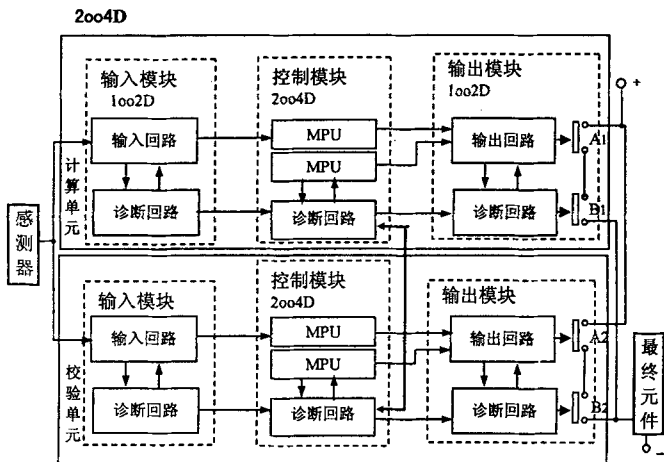 2oo4D
输入模块
1oo2D
控制模块
2oo4D
输出模块
1oo2D
+
输入回路
MPU
MPU
输出回路
A1
计算单元
诊断回路
诊断回路
诊断回路
B1
感测器
输入模块
控制模块
2oo4D
输出模块
输入回路
MPU
MPU
输出回路
A2
校验单元
诊断回路
诊断回路
诊断回路
B2
最终元件
−